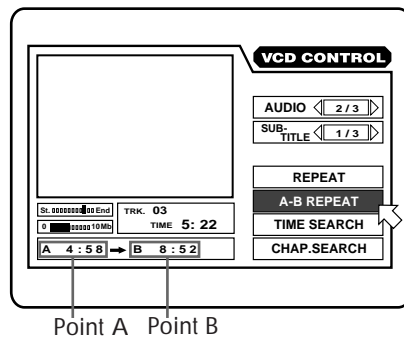 VCD CONTROL
AUDIO 2 / 3
SUB-TITLE 1 / 3
REPEAT
A-B REPEAT
TIME SEARCH
CHAP.SEARCH
St. End
0 10Mb
TRK. 03
TIME 5: 22
A 4 : 5 8 B 8 : 5 2
Point A Point B